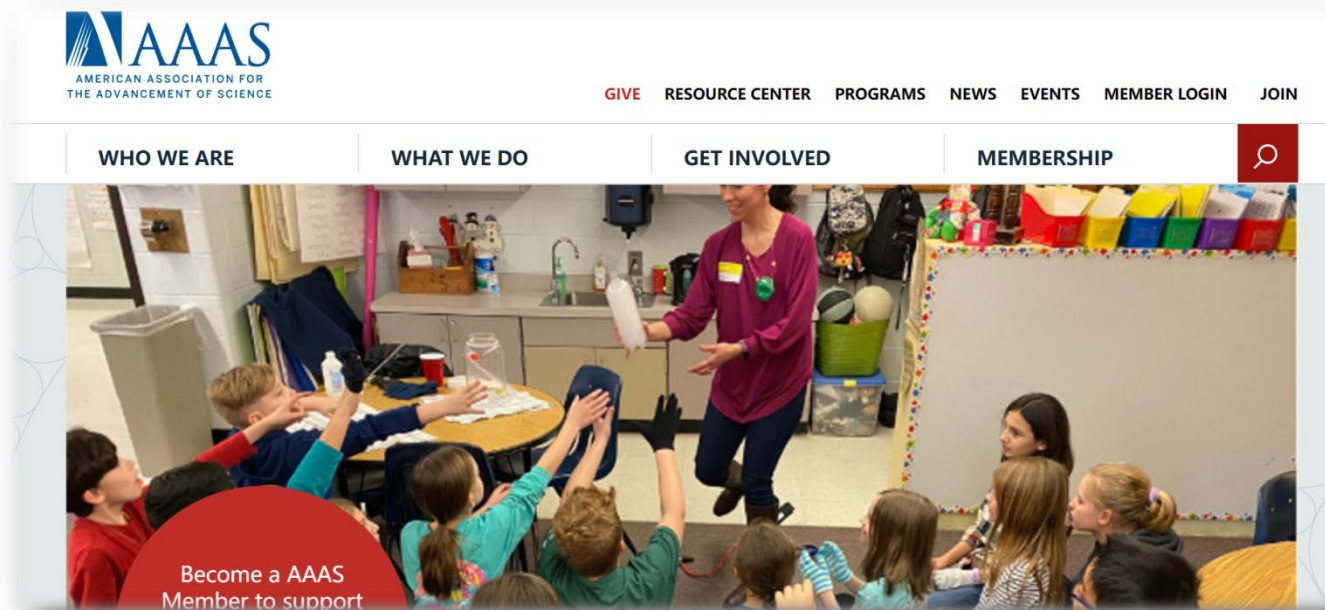 AAAS
AMERICAN ASSOCIATION FOR
THE ADVANCEMENT OF SCIENCE
GIVE RESOURCE CENTER PROGRAMS NEWS EVENTS MEMBER LOGIN JOIN
WHO WE ARE WHAT WE DO GET INVOLVED MEMBERSHIP
Become a AAAS
Member to support